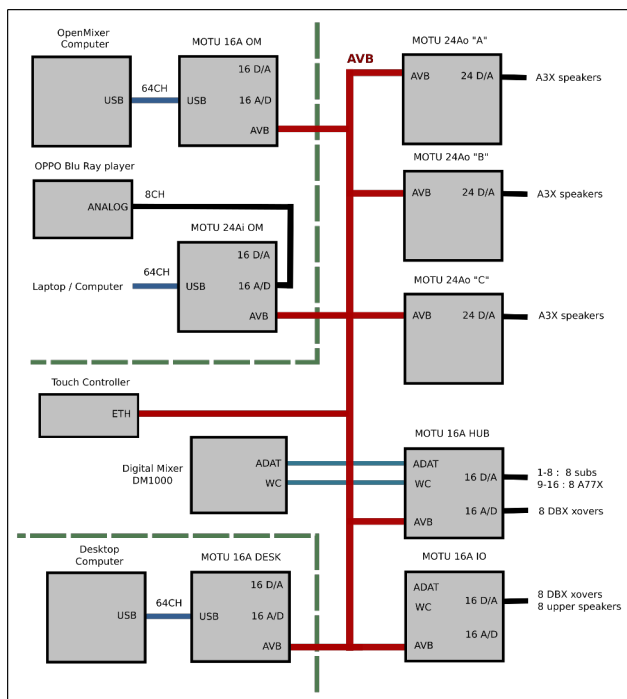 OpenMixer
Computer
USB
64CH
MOTU 16A OM
16 D/A
USB
16 A/D
AVB
OPPO Blu Ray player
ANALOG
8CH
MOTU 24Ai OM
16 D/A
Laptop / Computer
64CH
USB
16 A/D
AVB
Touch Controller
ETH
Digital Mixer
DM1000
ADAT
WC
Desktop
Computer
USB
64CH
MOTU 16A DESK
16 D/A
USB
16 A/D
AVB
AVB
MOTU 24Ao "A"
AVB
24 D/A
A3X speakers
MOTU 24Ao "B"
AVB
24 D/A
A3X speakers
MOTU 24Ao "C"
AVB
24 D/A
A3X speakers
MOTU 16A HUB
ADAT
WC
AVB
16 D/A
16 A/D
1-8 : 8 subs
9-16 : 8 A77X
8 DBX xovers
MOTU 16A IO
ADAT
WC
AVB
16 D/A
16 A/D
8 DBX xovers
8 upper speakers